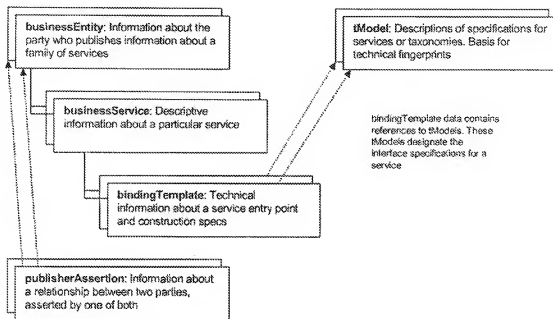 businessEntity: Information about the
party who publishes information about a
family of services
tModel: Descriptions of specifications for
services or taxonomies. Basis for
technical fingerprints
businessService: Descriptive
information about a particular service
bindingTemplate data contains
references to tModels. These
tModels designate the
interface specifications for a
service
bindingTemplate: Technical
information about a service entry point
and construction specs
publisherAssertion: Information about
a relationship between two parties,
asserted by one of both